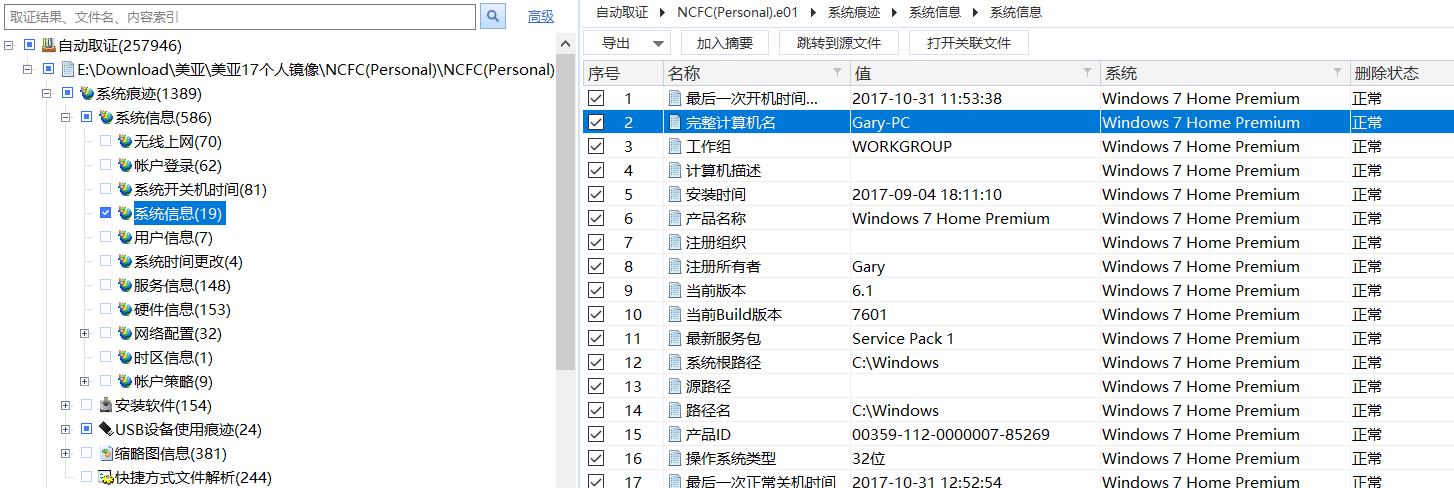 取证结果、文件名、内容索引
高级
自动取证(257946)
E:\Download\美亚\美亚17个人镜像\NCFC(Personal)\NCFC(Personal)
系统痕迹(1389)
系统信息(586)
无线上网(70)
帐户登录(62)
系统开关机时间(81)
系统信息(19)
用户信息(7)
系统时间更改(4)
服务信息(148)
硬件信息(153)
网络配置(32)
时区信息(1)
帐户策略(9)
安装软件(154)
USB设备使用痕迹(24)
缩略图信息(381)
快捷方式文件解析(244)
自动取证 NCFC(Personal).e01 系统痕迹 系统信息 系统信息
导出 加入摘要 跳转到源文件 打开关联文件
序号 名称 值 系统 删除状态
1 最后一次开机时间... 2017-10-31 11:53:38 Windows 7 Home Premium 正常
2 完整计算机名 Gary-PC Windows 7 Home Premium 正常
3 工作组 WORKGROUP Windows 7 Home Premium 正常
4 计算机描述 Windows 7 Home Premium 正常
5 安装时间 2017-09-04 18:11:10 Windows 7 Home Premium 正常
6 产品名称 Windows 7 Home Premium Windows 7 Home Premium 正常
7 注册组织 Windows 7 Home Premium 正常
8 注册所有者 Gary Windows 7 Home Premium 正常
9 当前版本 6.1 Windows 7 Home Premium 正常
10 当前Build版本 7601 Windows 7 Home Premium 正常
11 最新服务包 Service Pack 1 Windows 7 Home Premium 正常
12 系统根路径 C:\Windows Windows 7 Home Premium 正常
13 源路径 Windows 7 Home Premium 正常
14 路径名 C:\Windows Windows 7 Home Premium 正常
15 产品ID 00359-112-0000007-85269 Windows 7 Home Premium 正常
16 操作系统类型 32位 Windows 7 Home Premium 正常
17 最后一次正常关机时间 2017-10-31 12:52:54 Windows 7 Home Premium 正常